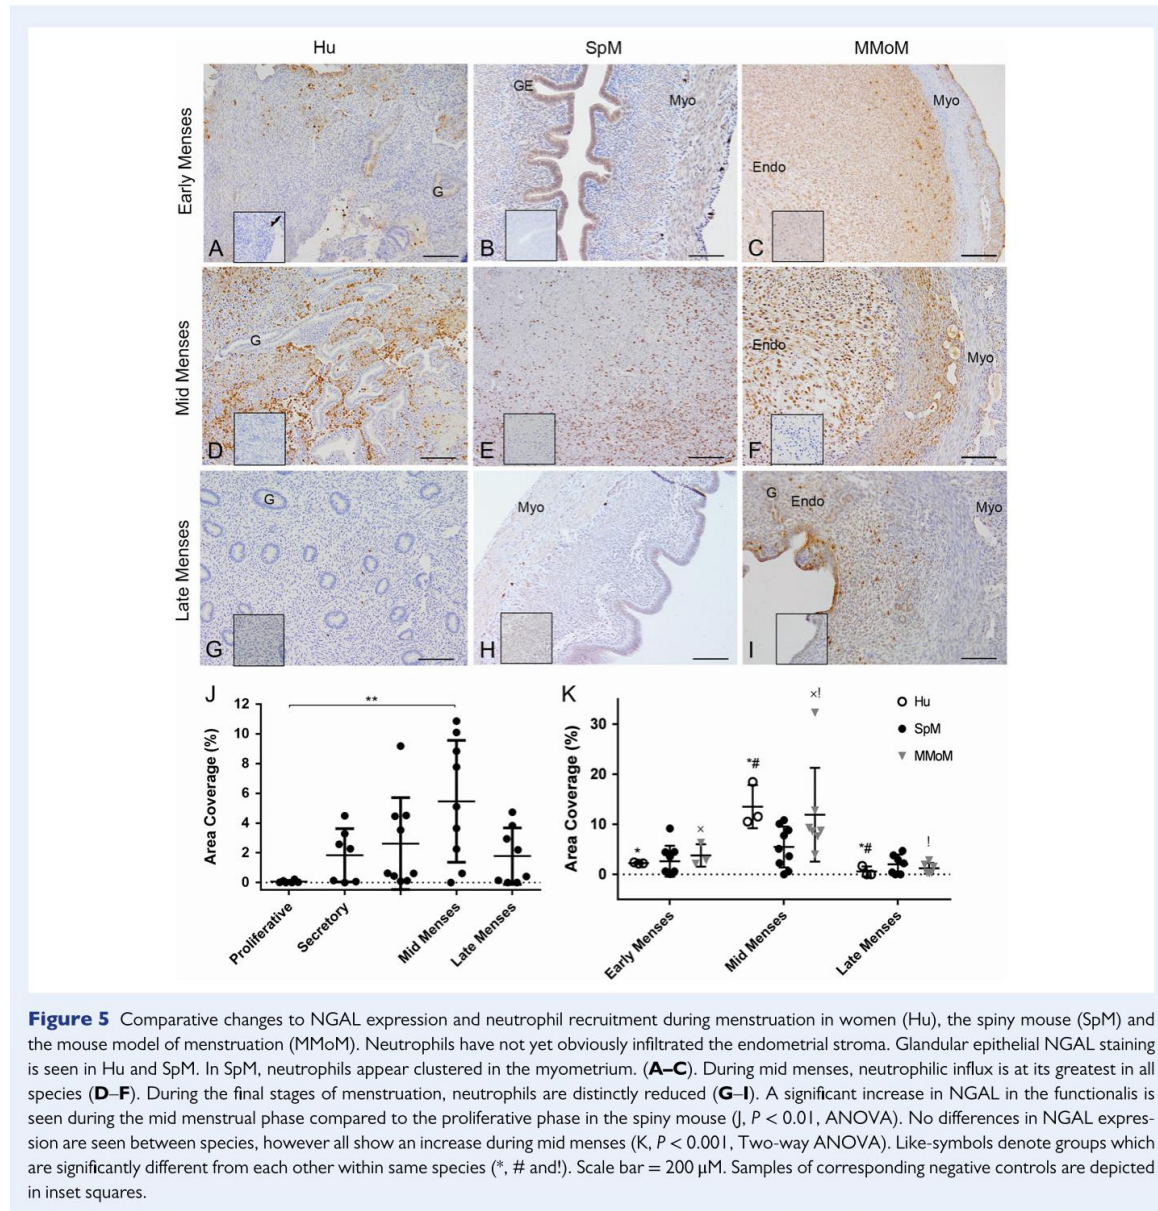 Hu SpM MMoM
Early Menses
GE Myo Myo
Endo
G
A B C
Mid Menses
G Endo Myo
D E F
Late Menses
G Myo G Endo Myo
G H I
J K
** ×!
12 30 Hu
10 *# SpM
8 20 MMoM
6
4 10 * × *# !
2
0 0
Area Coverage (%) Area Coverage (%)
Proliferative Secretory Mid Menses Late Menses
Early Menses Mid Menses Late Menses
Figure 5 Comparative changes to NGAL expression and neutrophil recruitment during menstruation in women (Hu), the spiny mouse (SpM) and
the mouse model of menstruation (MMoM). Neutrophils have not yet obviously infiltrated the endometrial stroma. Glandular epithelial NGAL staining
is seen in Hu and SpM. In SpM, neutrophils appear clustered in the myometrium. (A–C). During mid menses, neutrophilic influx is at its greatest in all
species (D–F). During the final stages of menstruation, neutrophils are distinctly reduced (G–I). A significant increase in NGAL in the functionalis is
seen during the mid menstrual phase compared to the proliferative phase in the spiny mouse (J, P < 0.01, ANOVA). No differences in NGAL expres-
sion are seen between species, however all show an increase during mid menses (K, P < 0.001, Two-way ANOVA). Like-symbols denote groups which
are significantly different from each other within same species (*, # and!). Scale bar = 200 μM. Samples of corresponding negative controls are depicted
in inset squares.